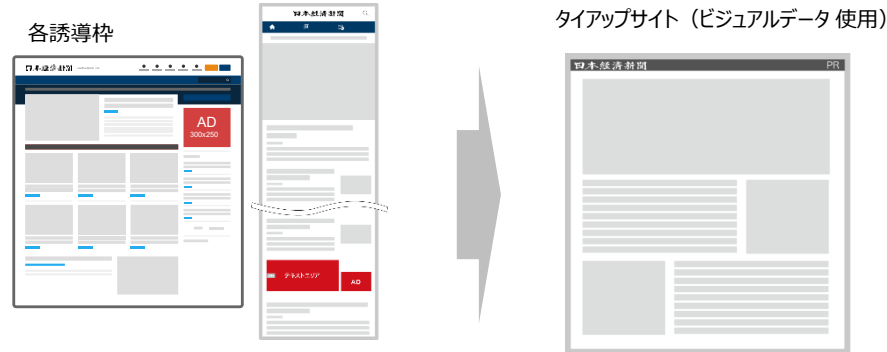 各誘導枠
タイアップサイト（ビジュアルデータ 使用）
日本経済新聞
AD
300x250
日本経済新聞
テキストエリア
AD
日本経済新聞
PR